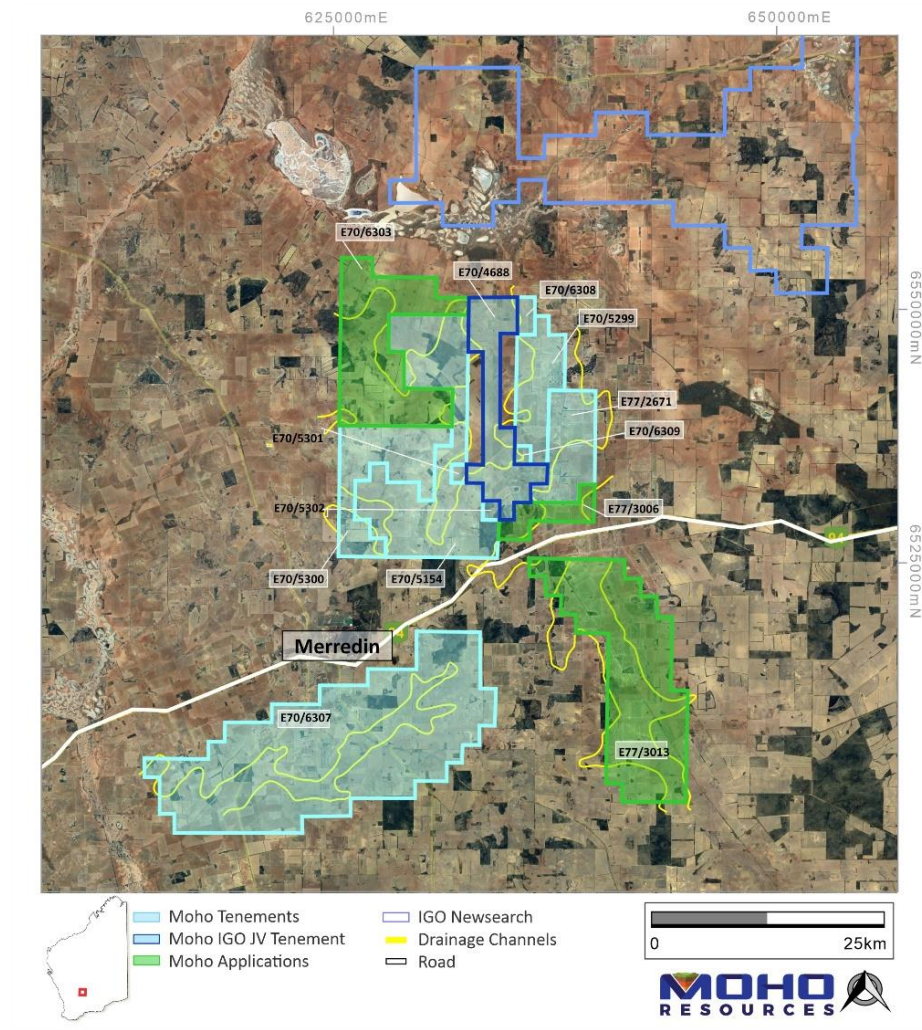 625000mE
650000mE
E70/6303
E70/4688
E70/6308
6550000mN
E70/5299
E77/2671
E70/6309
E70/5301
E70/5302
E77/3006
94
6525000mN
E70/5300
E70/5154
94
Merredin
E70/6307
E77/3013
Moho Tenements
Moho IGO JV Tenement
Moho Applications
IGO Newsearch
Drainage Channels
Road
0
25km
MOHO
RESOURCES